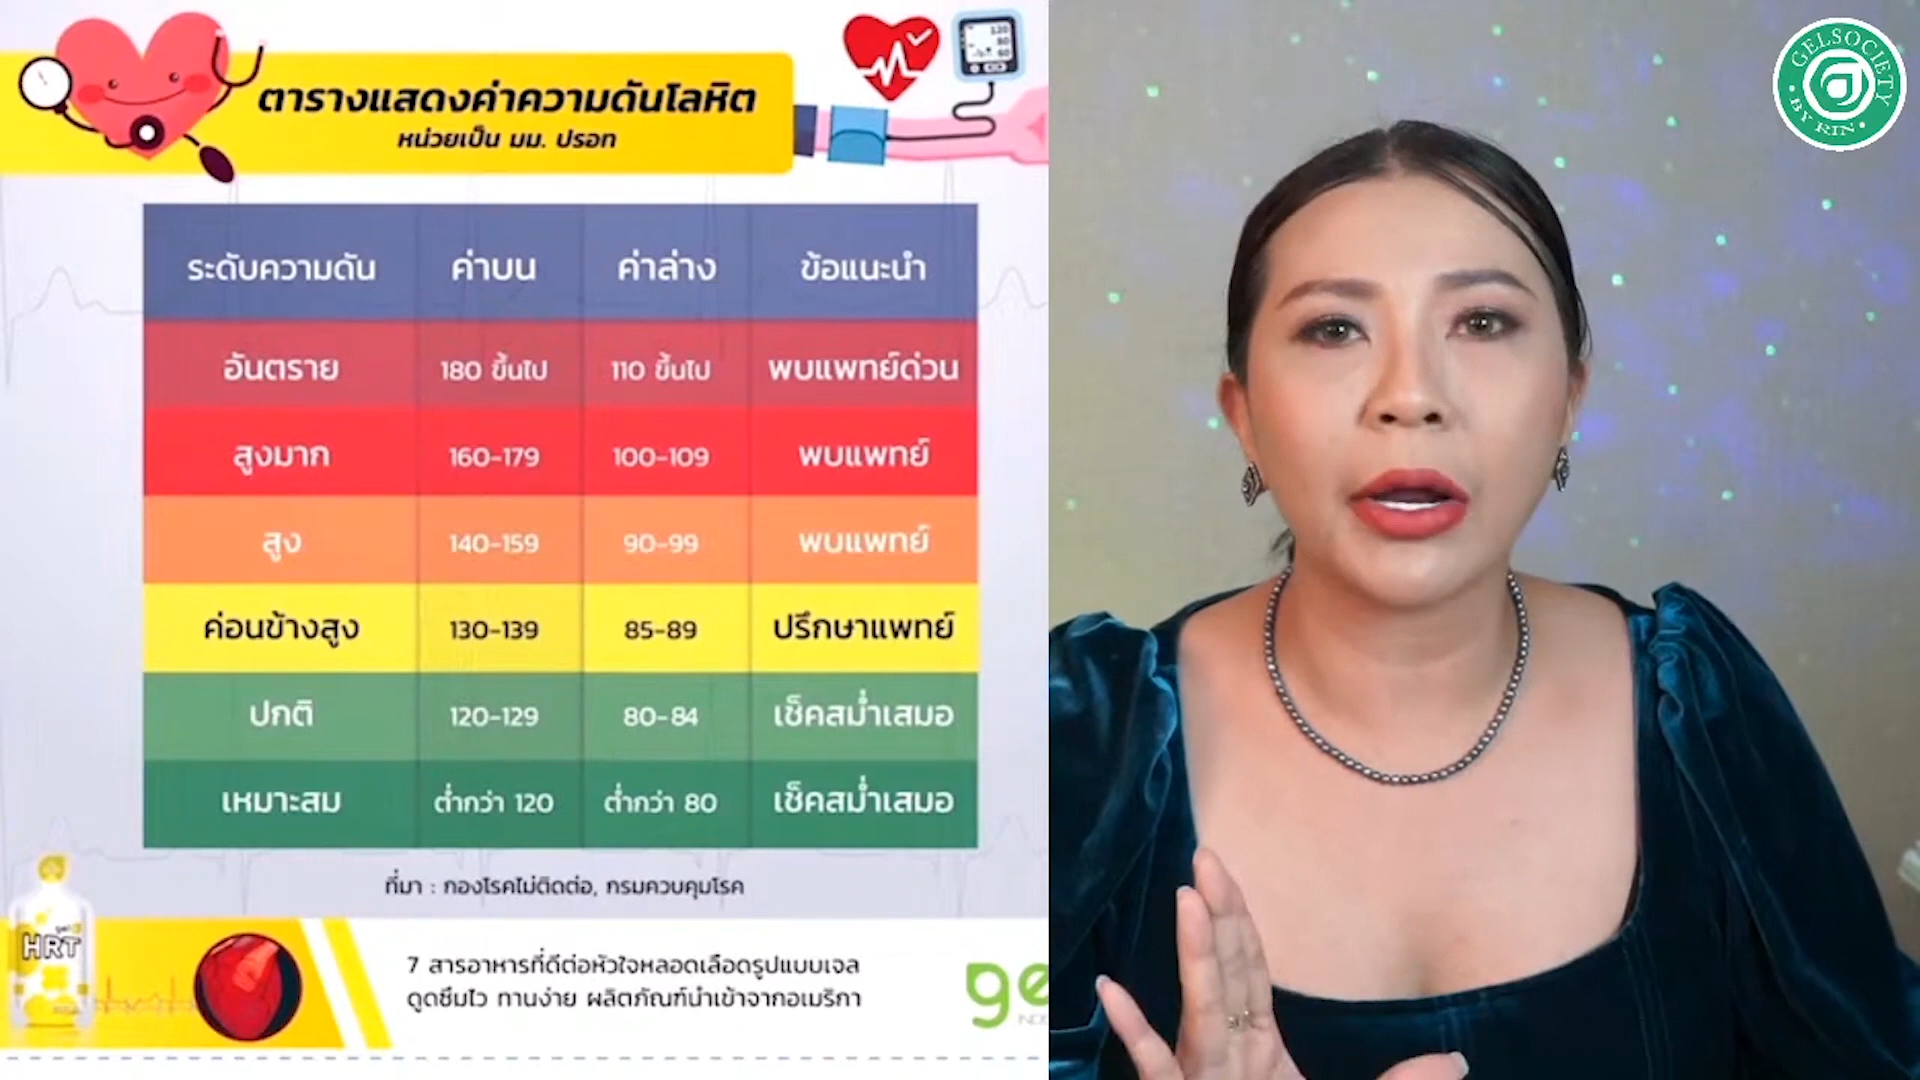 ตารางแสดงค่าความดันโลหิต
หน่วยเป็น มม. ปรอท
120
80
60
GELSOCIETY
BY RIN
ระดับความดัน ค่าบน ค่าล่าง ข้อแนะนำ
อันตราย 180 ขึ้นไป 110 ขึ้นไป พบแพทย์ด่วน
สูงมาก 160-179 100-109 พบแพทย์
สูง 140-159 90-99 พบแพทย์
ค่อนข้างสูง 130-139 85-89 ปรึกษาแพทย์
ปกติ 120-129 80-84 เช็คสม่ำเสมอ
เหมาะสม ต่ำกว่า 120 ต่ำกว่า 80 เช็คสม่ำเสมอ
ที่มา : กองโรคไม่ติดต่อ, กรมควบคุมโรค
HRT
7 สารอาหารที่ดีต่อหัวใจหลอดเลือดรูปแบบเจล
ดูดซึมไว ทานง่าย ผลิตภัณฑ์นำเข้าจากอเมริกา
ge